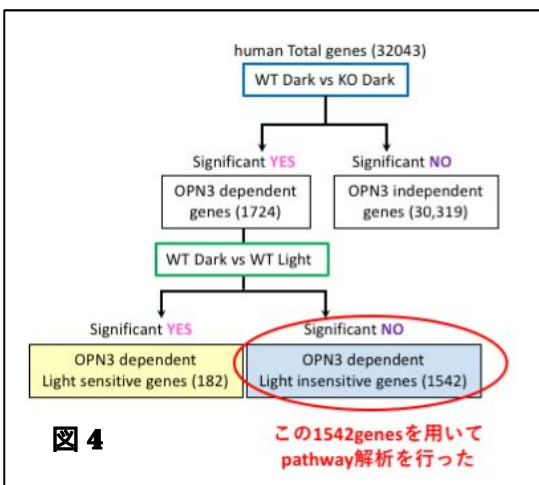 human Total genes (32043)
WT Dark vs KO Dark
Significant YES
Significant NO
OPN3 dependent
genes (1724)
OPN3 independent
genes (30,319)
WT Dark vs WT Light
Significant YES
Significant NO
OPN3 dependent
Light sensitive genes (182)
OPN3 dependent
Light insensitive genes (1542)
図 4
この1542genesを用いて
pathway解析を行った